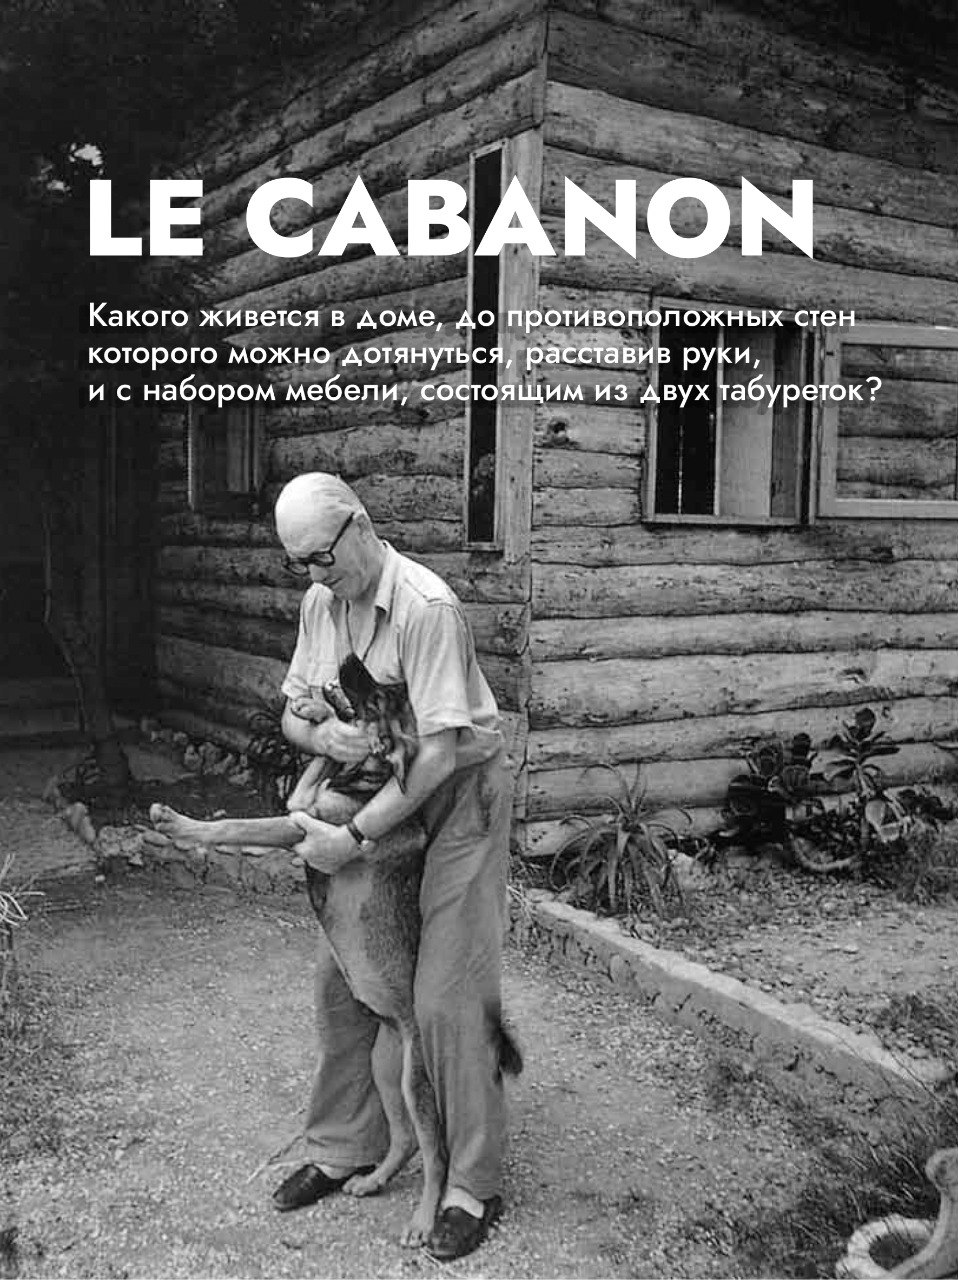 LE CABANON
Какого живется в доме, до противоположных стен
которого можно дотянуться, расставив руки,
и с набором мебели, состоящим из двух табуреток?